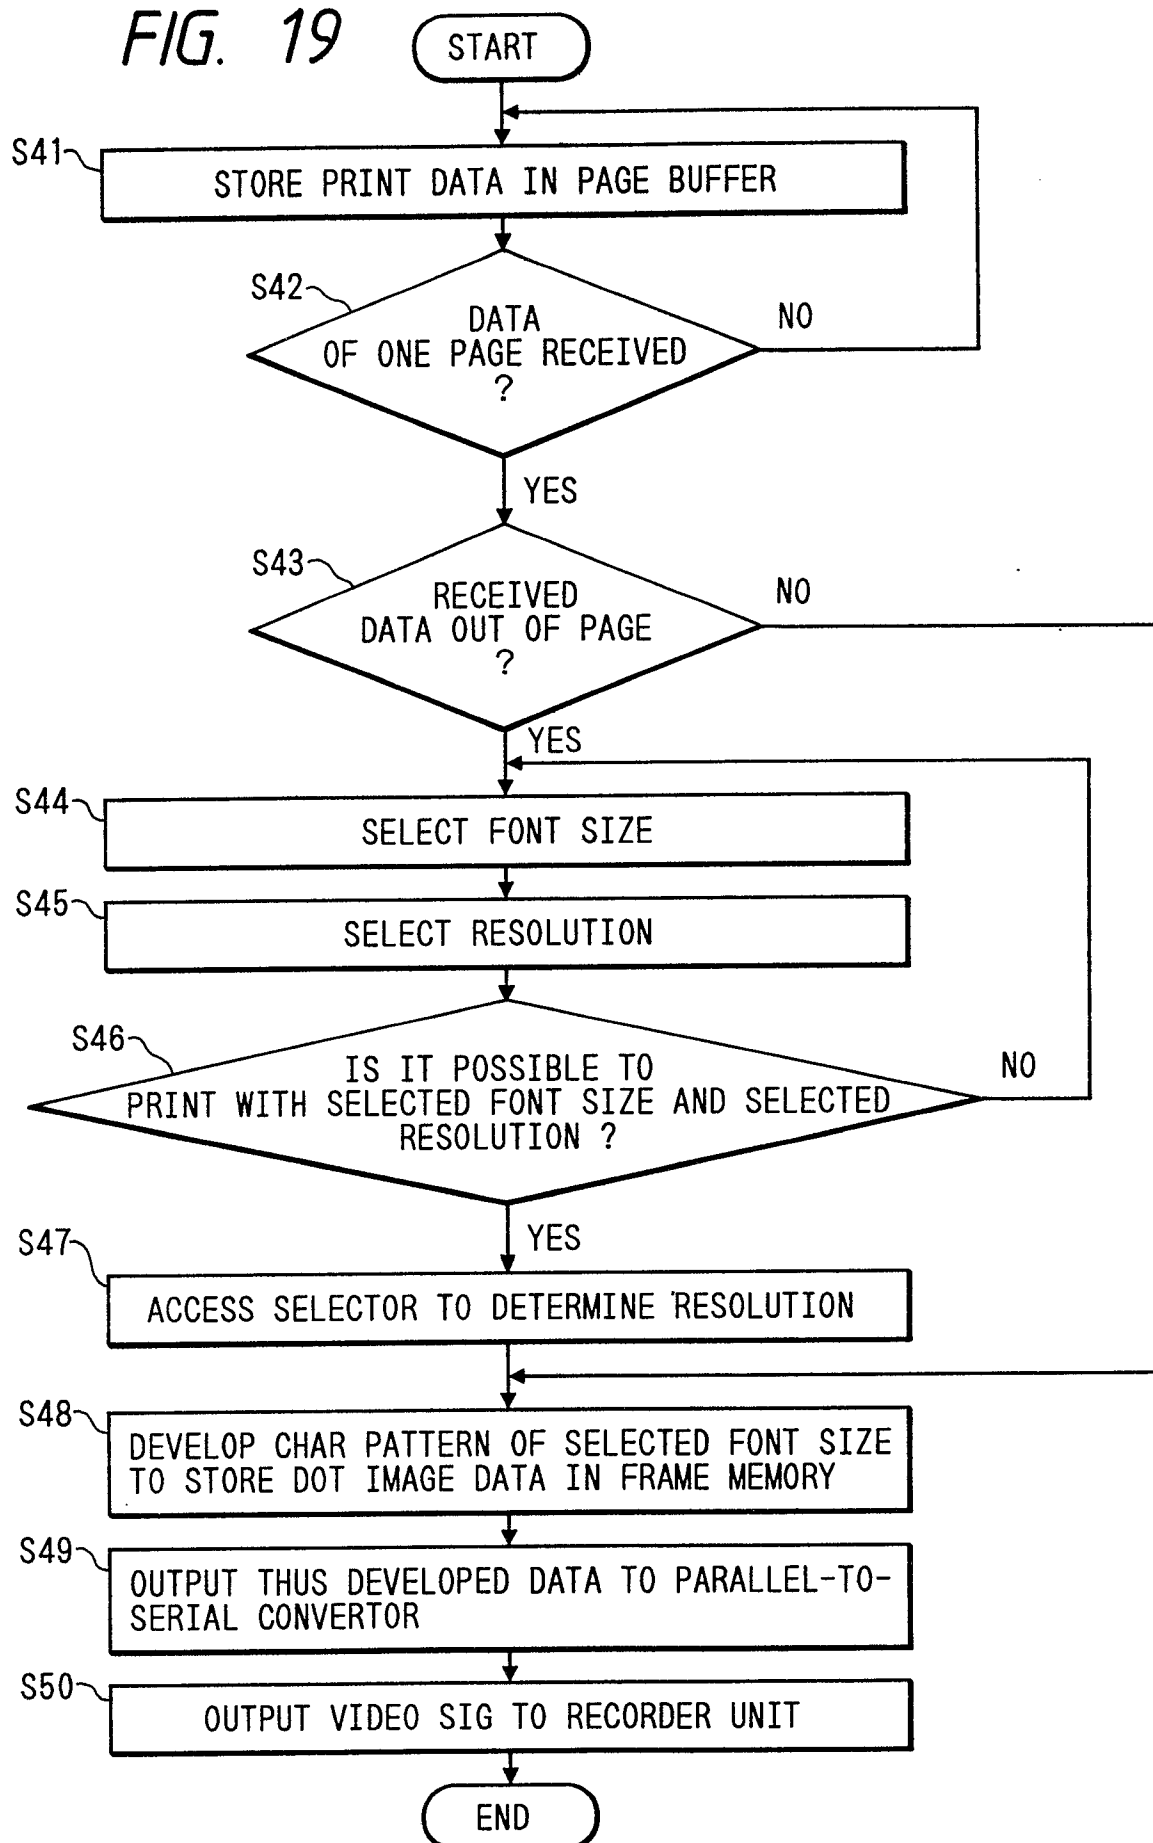 FIG. 19
START
S41
STORE PRINT DATA IN PAGE BUFFER
S42
DATA
OF ONE PAGE RECEIVED
?
NO
YES
S43
RECEIVED
DATA OUT OF PAGE
?
NO
YES
S44
SELECT FONT SIZE
S45
SELECT RESOLUTION
S46
IS IT POSSIBLE TO
PRINT WITH SELECTED FONT SIZE AND SELECTED
RESOLUTION ?
NO
YES
S47
ACCESS SELECTOR TO DETERMINE RESOLUTION
S48
DEVELOP CHAR PATTERN OF SELECTED FONT SIZE
TO STORE DOT IMAGE DATA IN FRAME MEMORY
S49
OUTPUT THUS DEVELOPED DATA TO PARALLEL-TO-
SERIAL CONVERTOR
S50
OUTPUT VIDEO SIG TO RECORDER UNIT
END